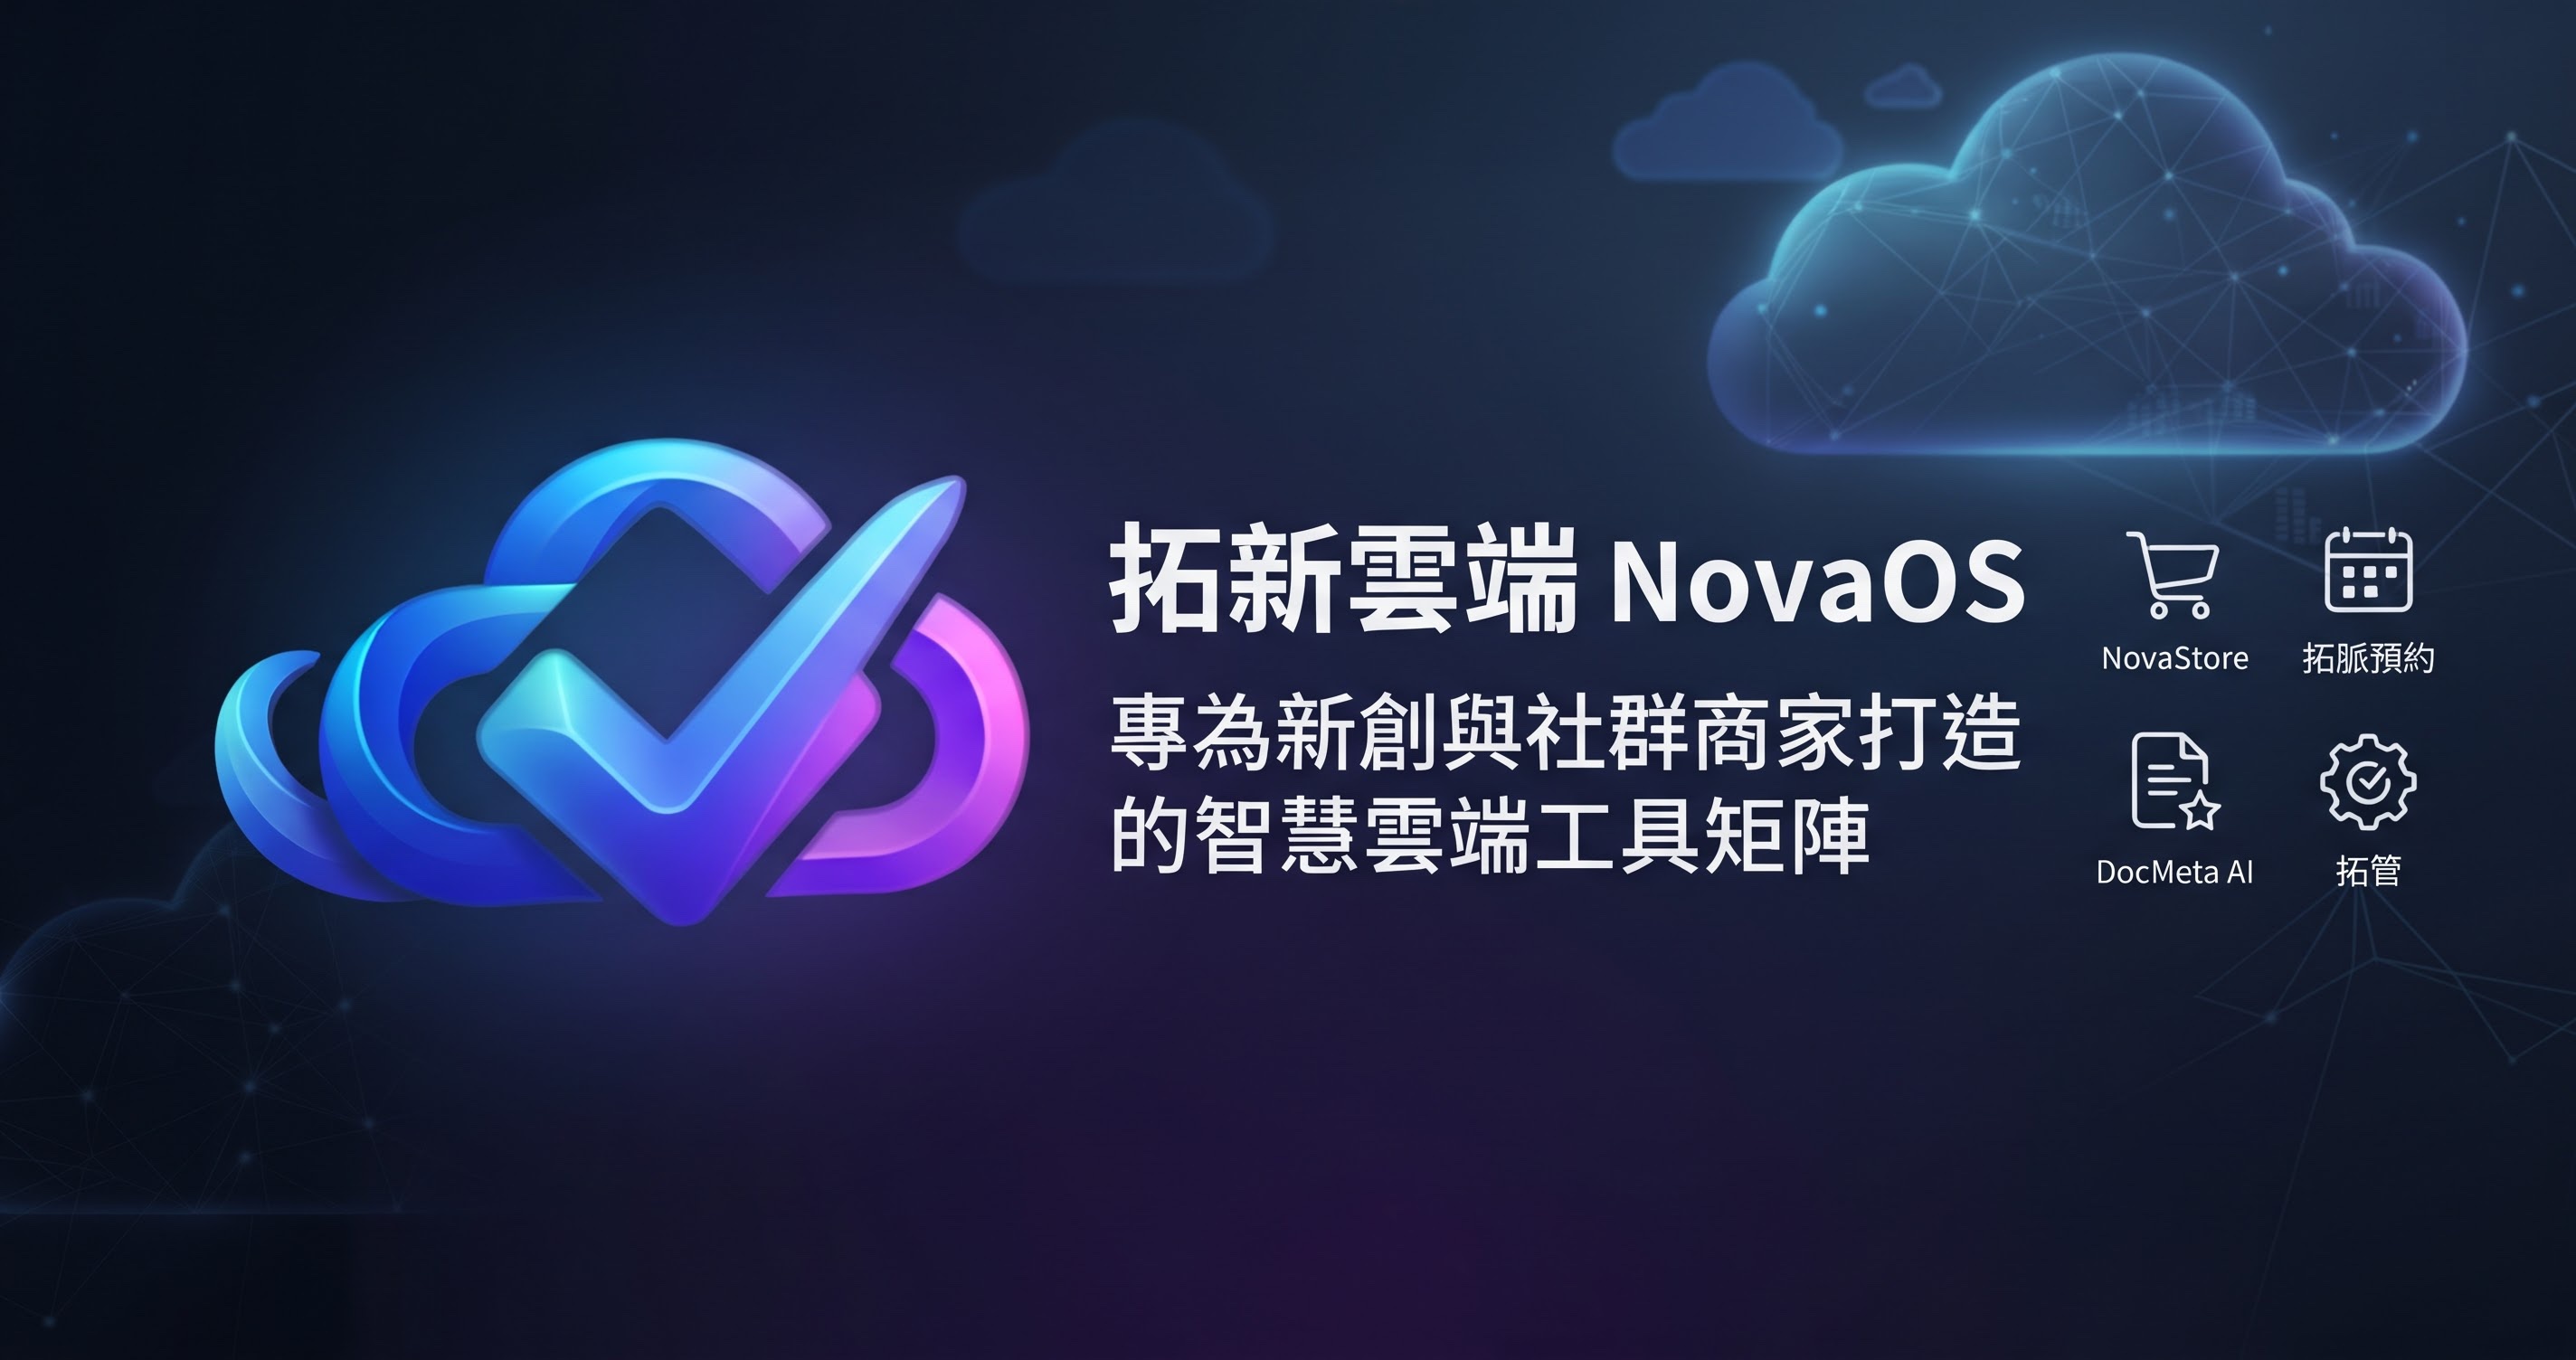 拓新雲端 NovaOS
專為新創與社群商家打造
的智慧雲端工具矩陣
NovaStore
拓脈預約
DocMeta AI
拓管